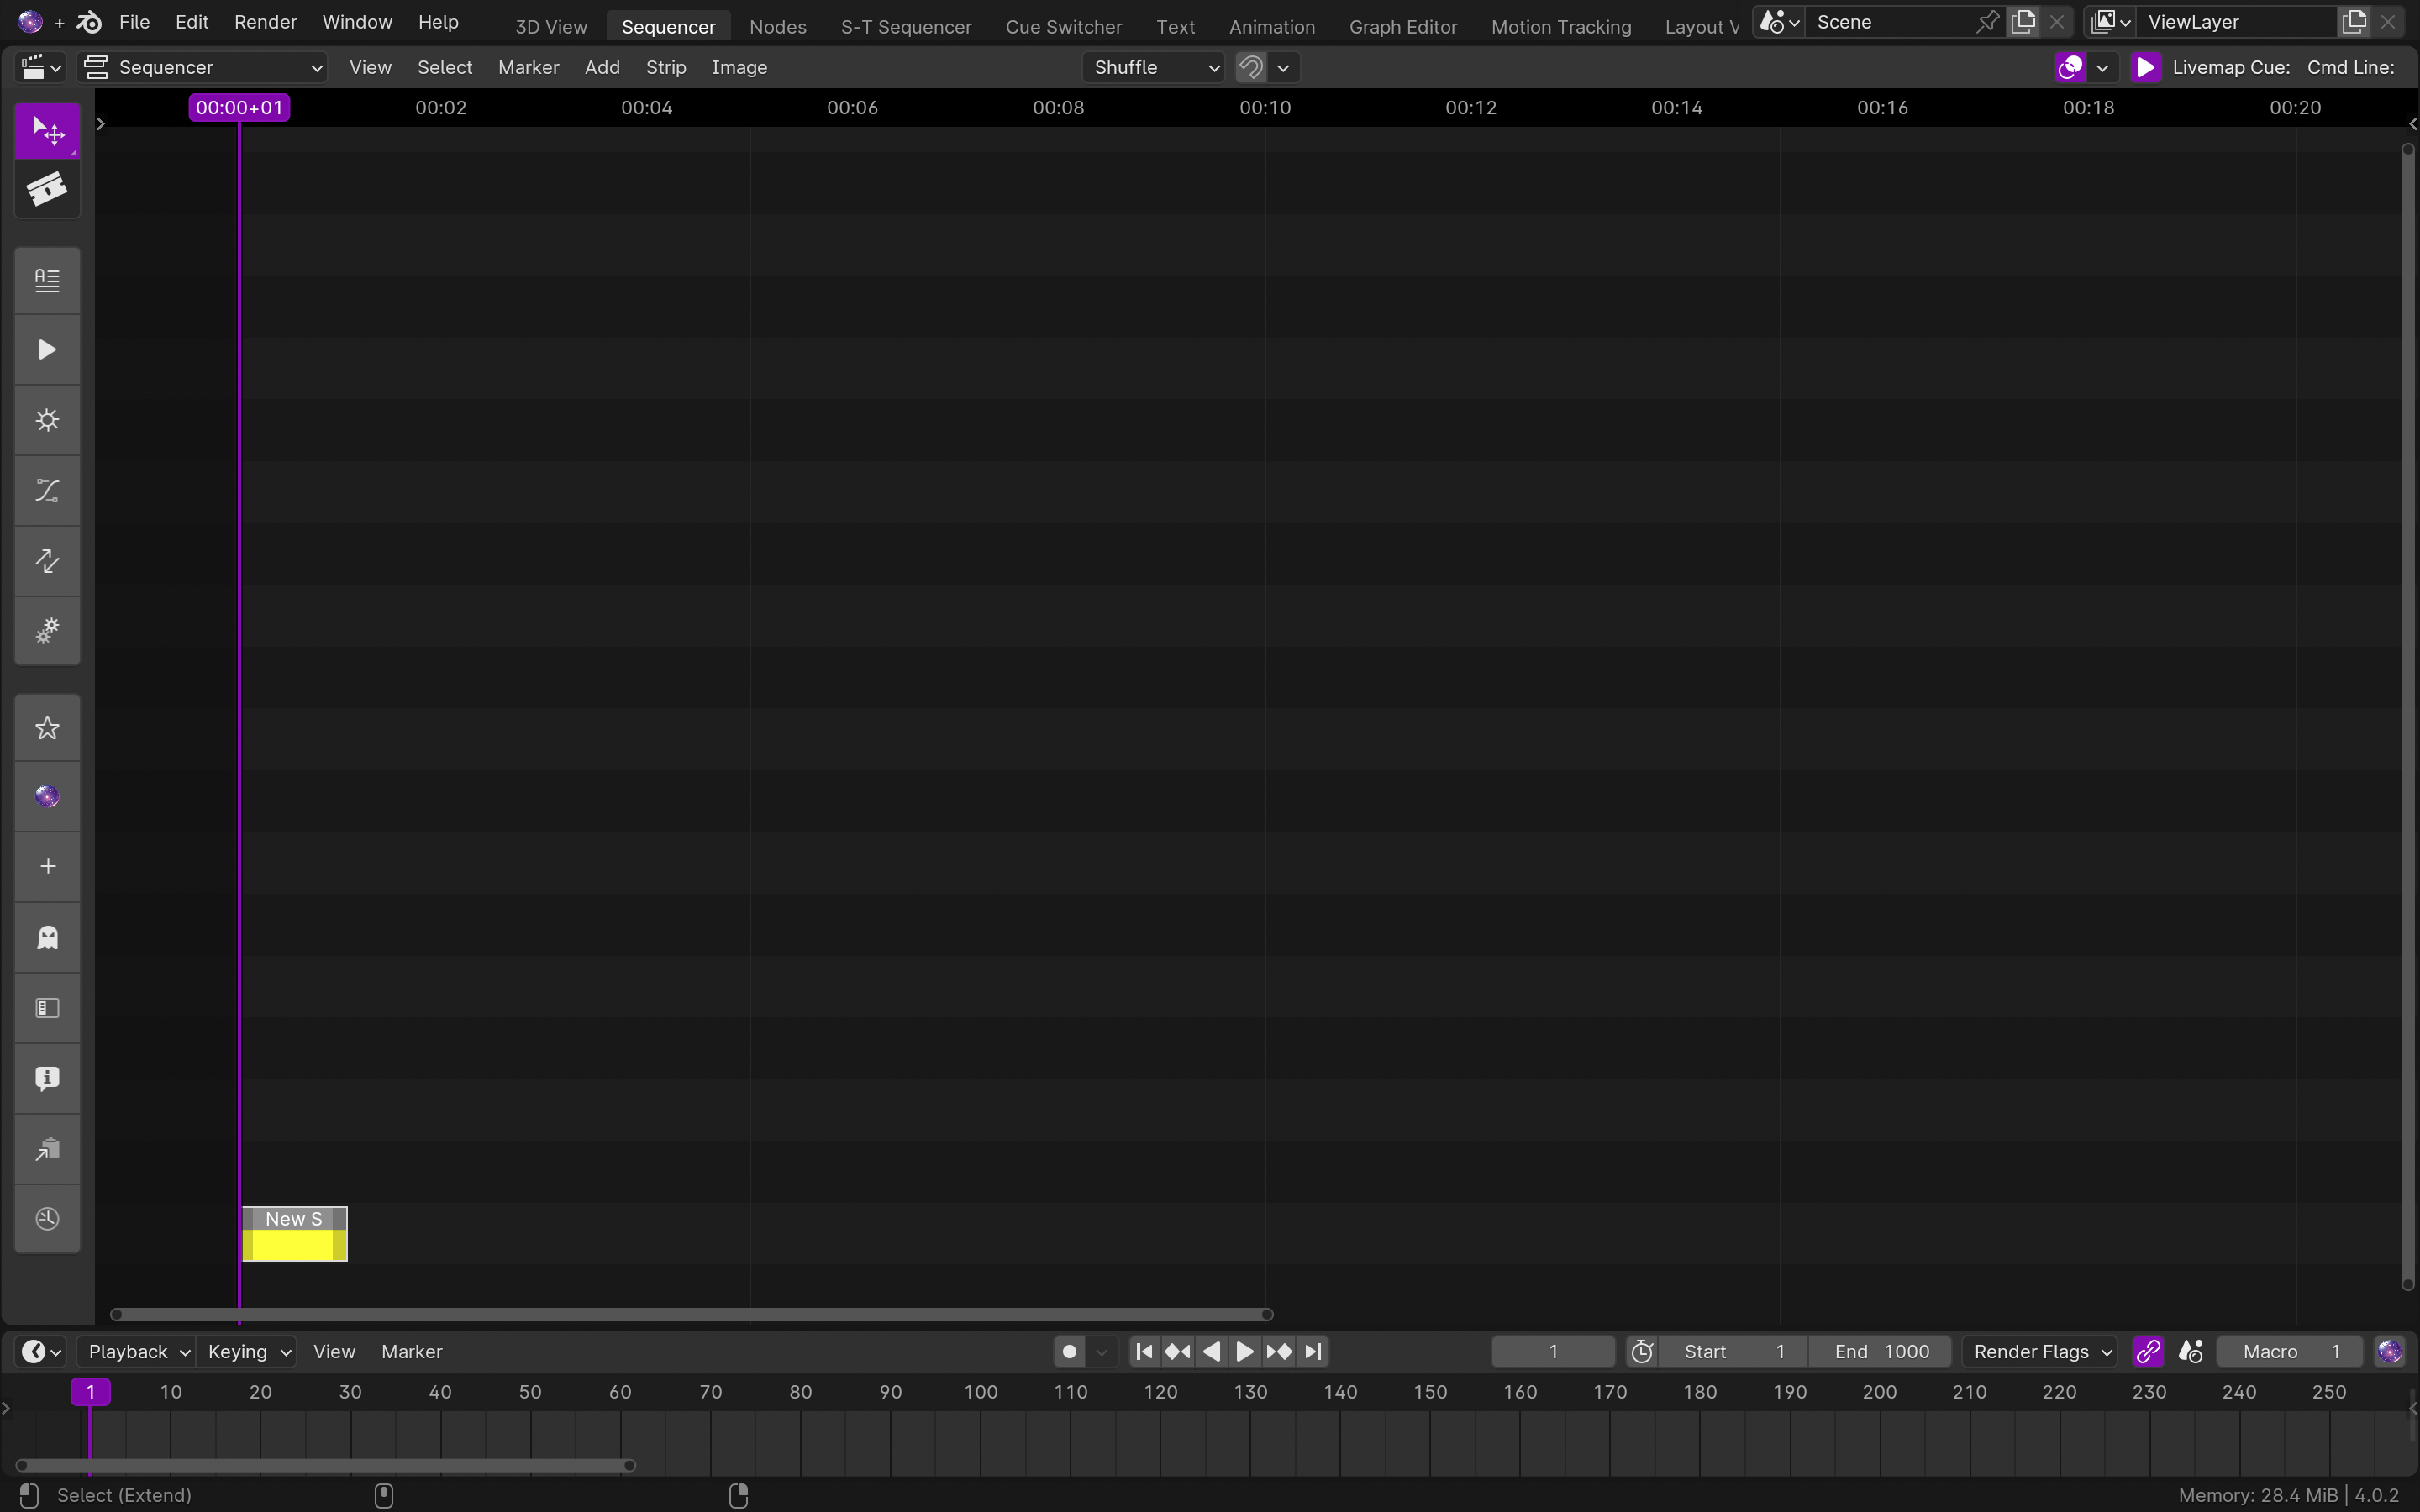 File Edit Render Window Help 3D View Sequencer Nodes S-T Sequencer Cue Switcher Text Animation Graph Editor Motion Tracking Layout V Scene ViewLayer
Sequencer View Select Marker Add Strip Image Shuffle Livemap Cue: Cmd Line:
00:00+01 00:02 00:04 00:06 00:08 00:10 00:12 00:14 00:16 00:18 00:20
New S
Playback Keying View Marker 1 Start 1 End 1000 Render Flags Macro 1
1 10 20 30 40 50 60 70 80 90 100 110 120 130 140 150 160 170 180 190 200 210 220 230 240 250
Select (Extend) Memory: 28.4 MiB | 4.0.2